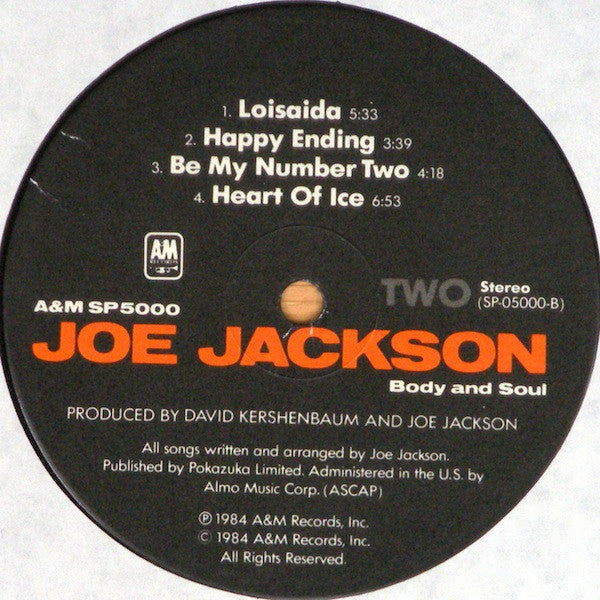 1. Loisaida 5:33
2. Happy Ending 3:39
3. Be My Number Two 4:18
4. Heart Of Ice 6:53
A&M
RECORDS
TWO Stereo
(SP-05000-B)
A&M SP5000
JOE JACKSON
Body and Soul
PRODUCED BY DAVID KERSHENBAUM AND JOE JACKSON
All songs written and arranged by Joe Jackson.
Published by Pokazuka Limited. Administered in the U.S. by
Almo Music Corp. (ASCAP)
℗ 1984 A&M Records, Inc.
© 1984 A&M Records, Inc.
All Rights Reserved.